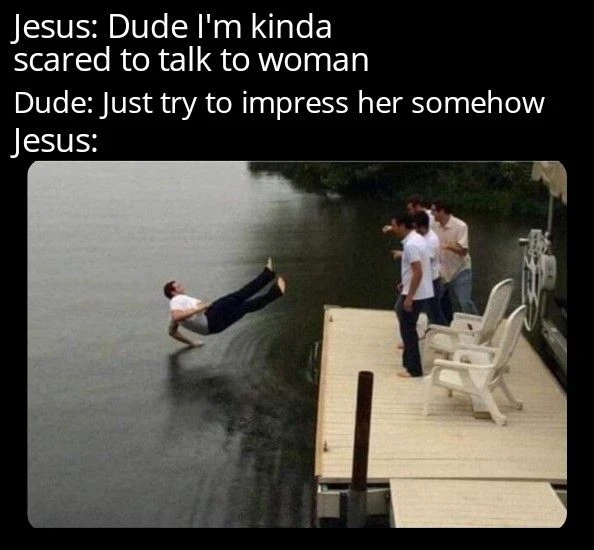 Jesus: Dude I'm kinda
scared to talk to woman
Dude: Just try to impress her somehow
Jesus: